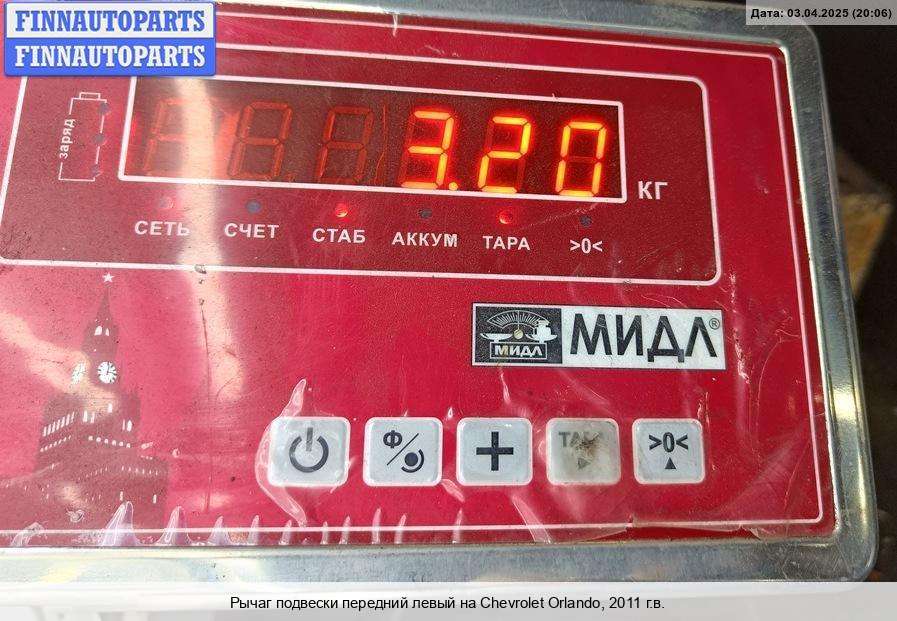 FINNAUTOPARTS
FINNAUTOPARTS
Дата: 03.04.2025 (20:06)
заряд
3.20
КГ
СЕТЬ СЧЕТ СТАБ АККУМ ТАРА >0<
МИДЛ
МИДЛ®
Ф/
+
>0<
Рычаг подвески передний левый на Chevrolet Orlando, 2011 г.в.